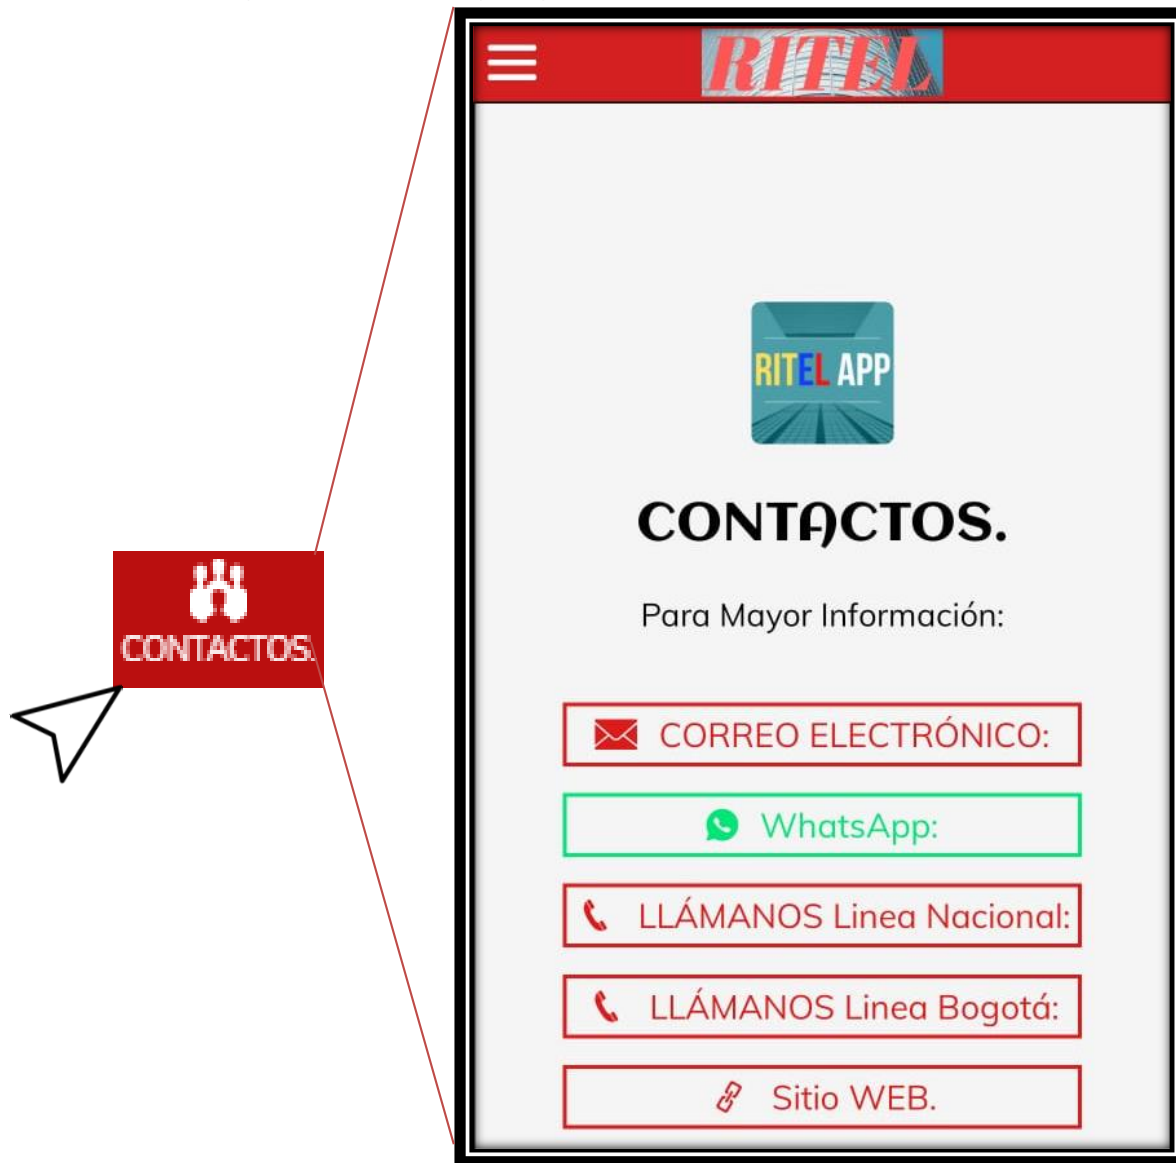 RITEL
RITEL APP
CONTACTOS.
Para Mayor Información:
CONTACTOS.
CORREO ELECTRÓNICO:
WhatsApp:
LLÁMANOS Linea Nacional:
LLÁMANOS Linea Bogotá:
Sitio WEB.